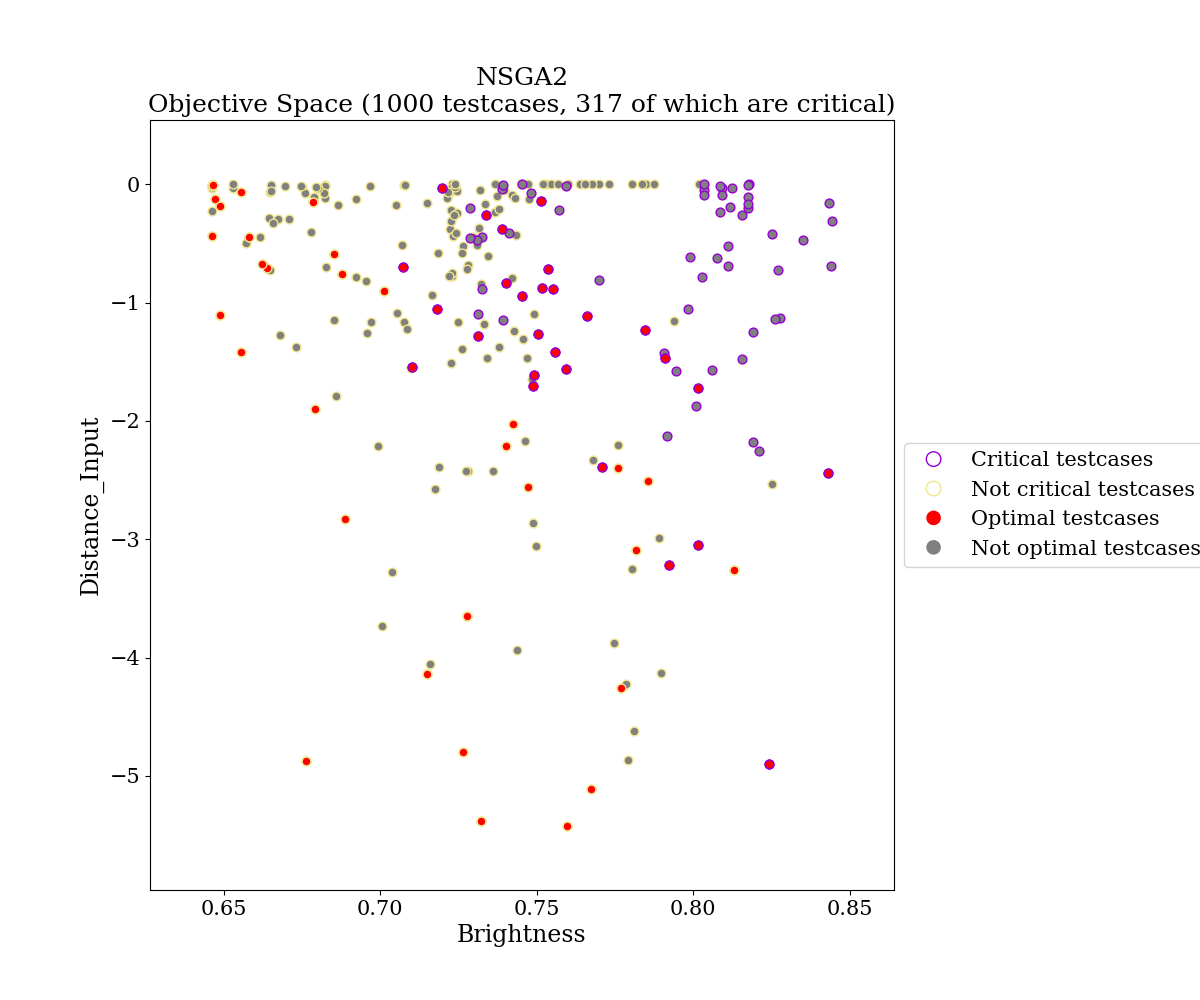 NSGA2
Objective Space (1000 testcases, 317 of which are critical)
0
−1
−2
−3
−4
−5
Distance_Input
0.65
0.70
0.75
0.80
0.85
Brightness
Critical testcases
Not critical testcases
Optimal testcases
Not optimal testcases